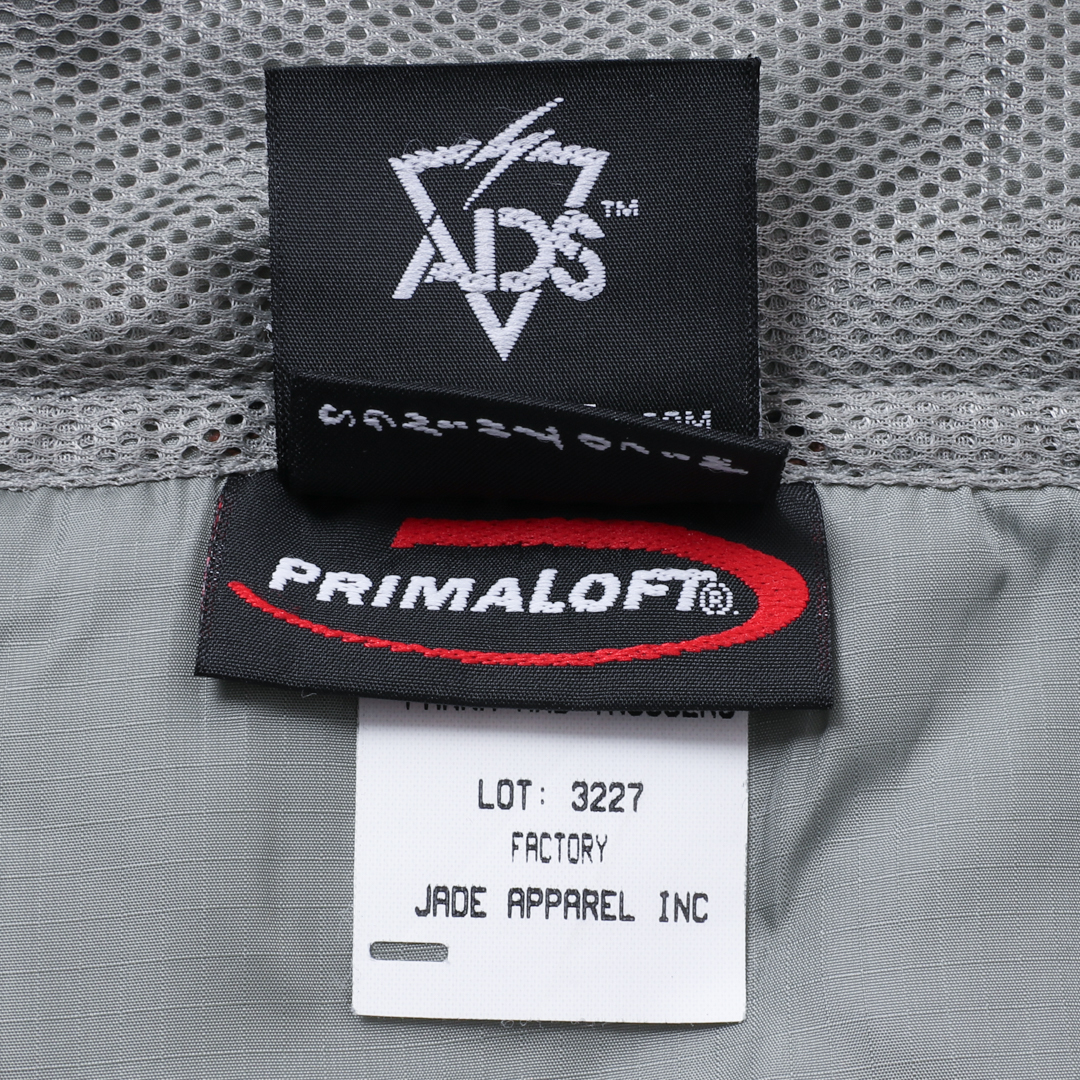 ADS™
PRIMALOFT®
LOT: 3227
FACTORY
JADE APPAREL INC